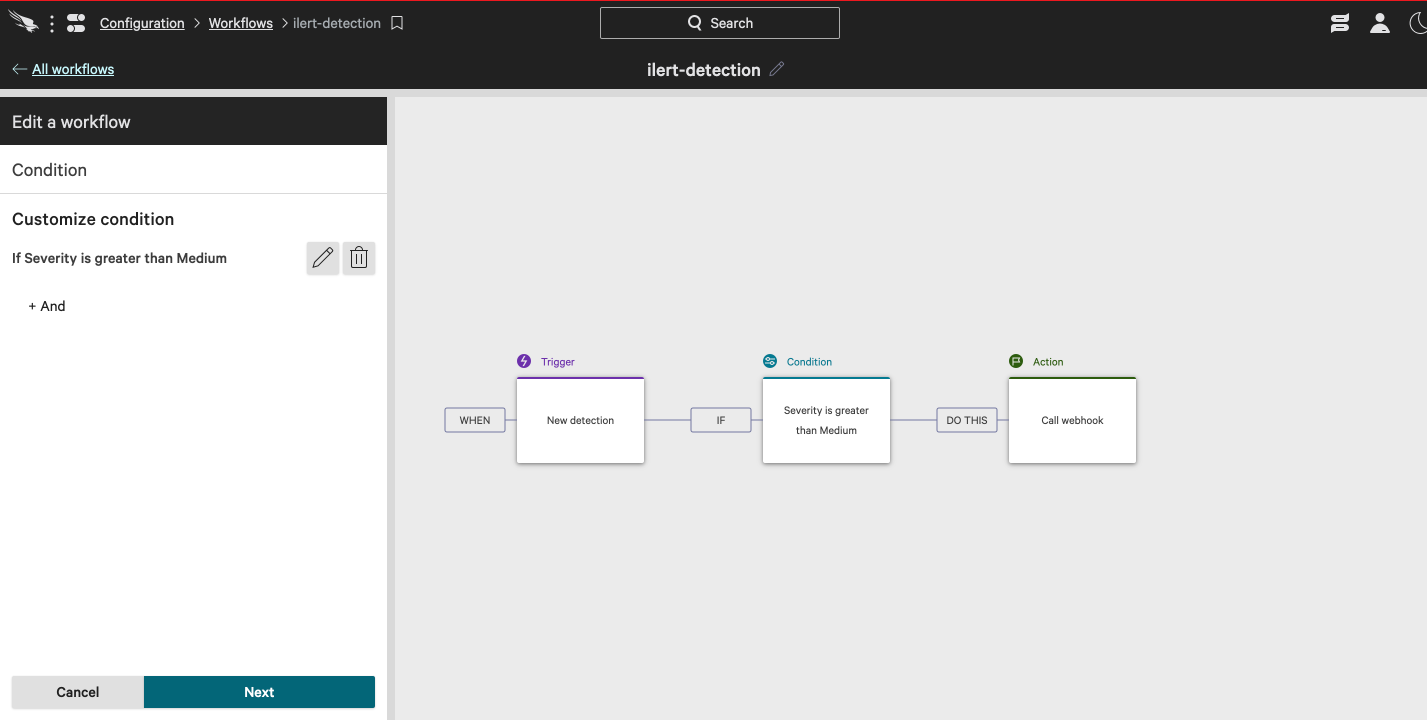 Configuration > Workflows > ilert-detection
Search
All workflows
ilert-detection
Edit a workflow
Condition
Customize condition
If Severity is greater than Medium
+ And
Cancel
Next
WHEN
Trigger
New detection
IF
Condition
Severity is greater
than Medium
DO THIS
Action
Call webhook